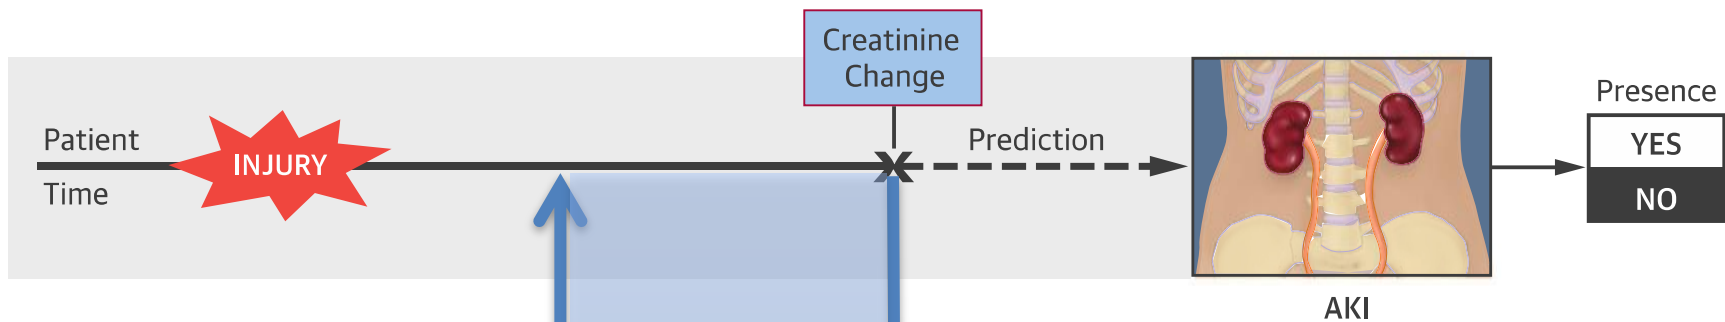 Creatinine
Change
Patient
Time
INJURY
X
Prediction
AKI
Presence
YES
NO